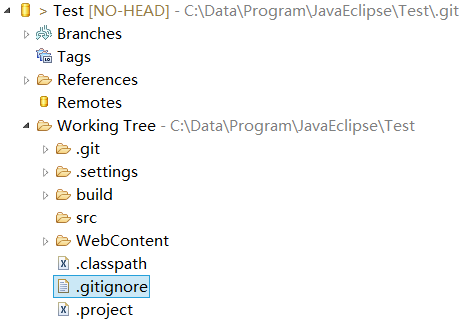 > Test [NO-HEAD] - C:\Data\Program\JavaEclipse\Test\.git
Branches
Tags
References
Remotes
Working Tree - C:\Data\Program\JavaEclipse\Test
.git
.settings
build
src
WebContent
.classpath
.gitignore
.project